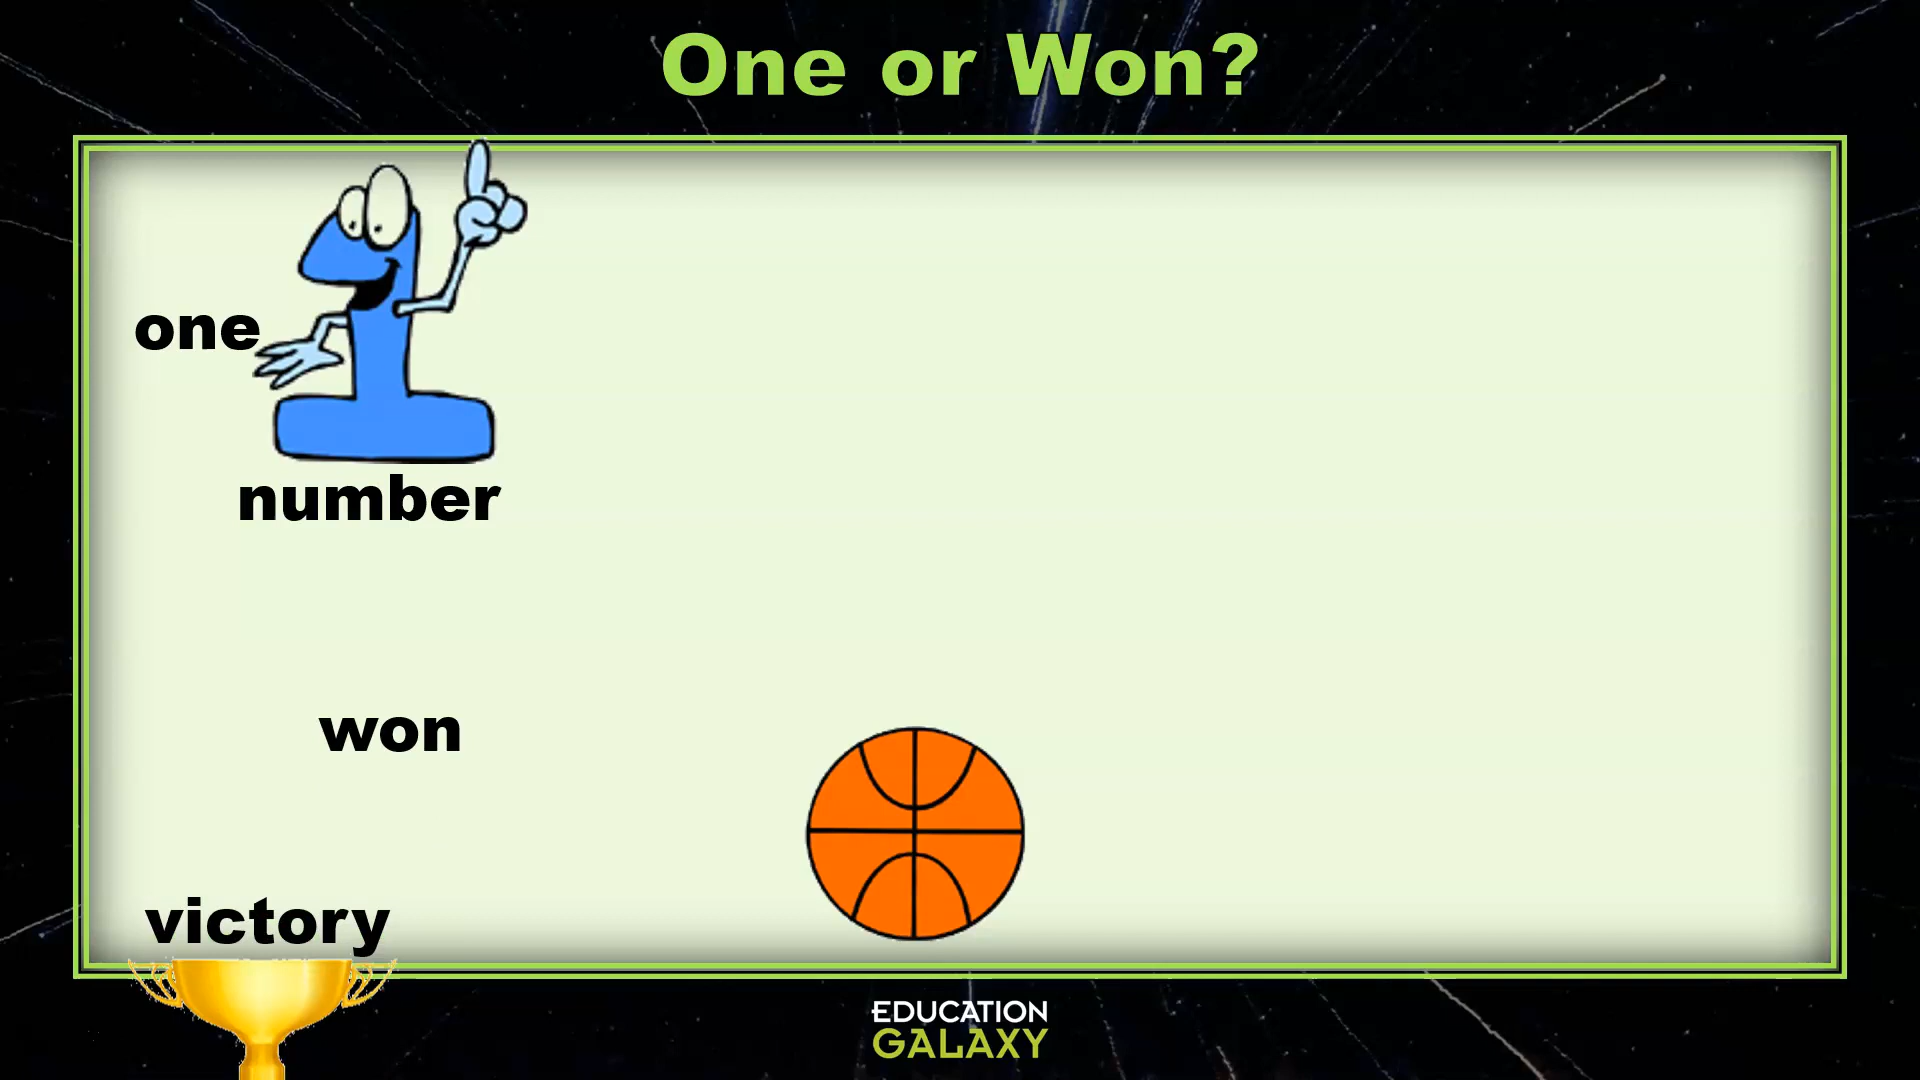 One or Won?
one
number
won
victory
EDUCATION
GALAXY